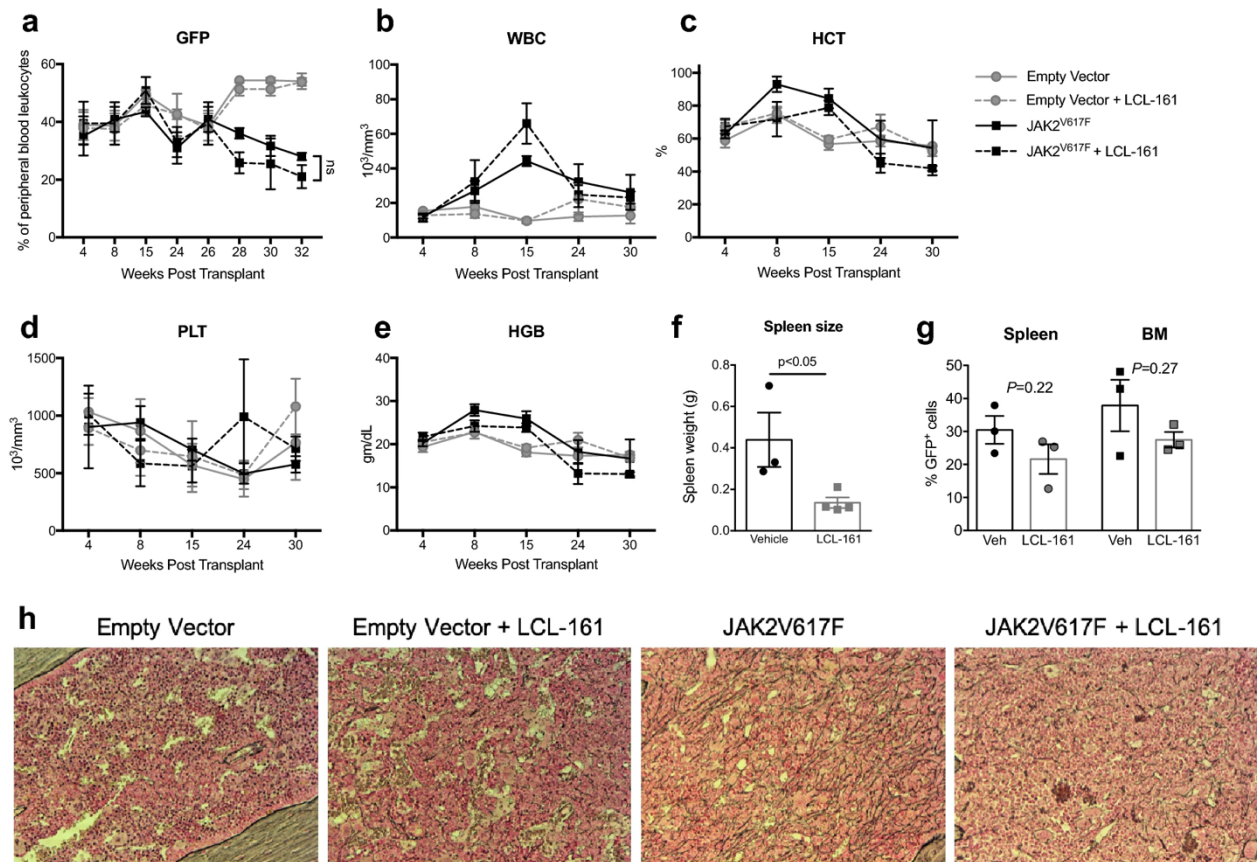 a
GFP
% of peripheral blood leukocytes
60
40
20
0
4 8 15 24 26 28 30 32
Weeks Post Transplant
ns
b
WBC
10³/mm³
100
80
60
40
20
0
4 8 15 24 30
Weeks Post Transplant
c
HCT
%
100
80
60
40
20
0
4 8 15 24 30
Weeks Post Transplant
Empty Vector
Empty Vector + LCL-161
JAK2ⱽ⁶¹⁷ᶠ
JAK2ⱽ⁶¹⁷ᶠ + LCL-161
d
PLT
10³/mm³
1500
1000
500
0
4 8 15 24 30
Weeks Post Transplant
e
HGB
gm/dL
40
30
20
10
0
4 8 15 24 30
Weeks Post Transplant
f
Spleen size
p<0.05
Spleen weight (g)
0.8
0.6
0.4
0.2
0.0
Vehicle LCL-161
g
Spleen BM
P=0.22 P=0.27
% GFP⁺ cells
50
40
30
20
10
0
Veh LCL-161 Veh LCL-161
h
Empty Vector Empty Vector + LCL-161 JAK2V617F JAK2V617F + LCL-161